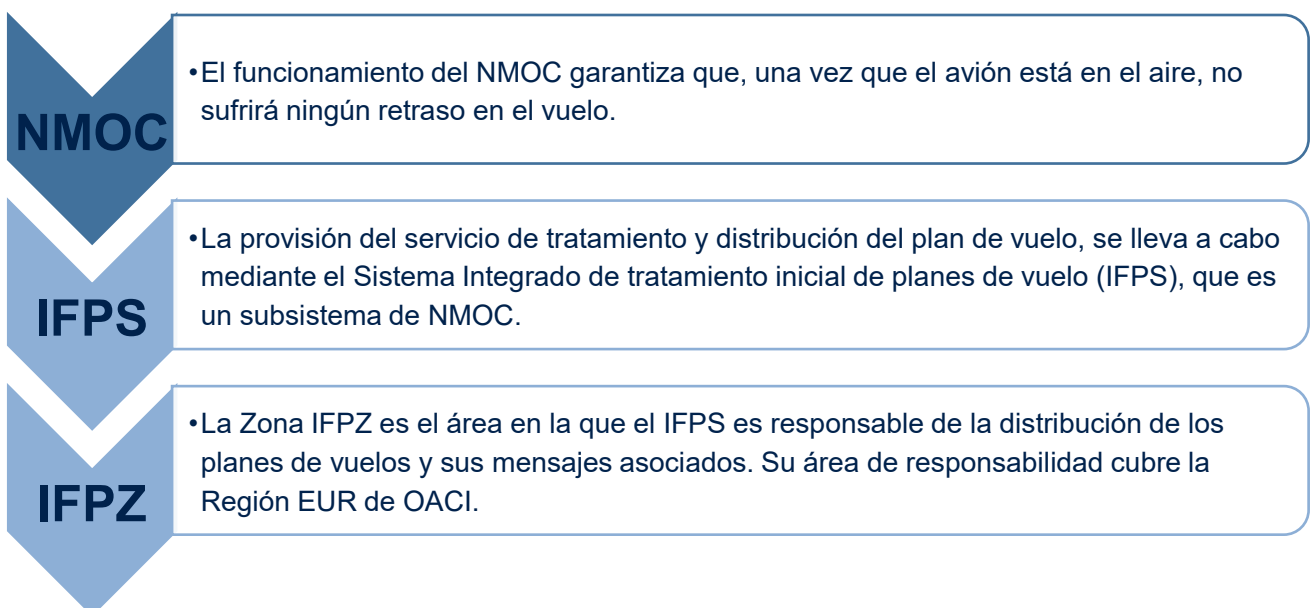 NMOC
•El funcionamiento del NMOC garantiza que, una vez que el avión está en el aire, no
sufrirá ningún retraso en el vuelo.
IFPS
•La provisión del servicio de tratamiento y distribución del plan de vuelo, se lleva a cabo
mediante el Sistema Integrado de tratamiento inicial de planes de vuelo (IFPS), que es
un subsistema de NMOC.
IFPZ
•La Zona IFPZ es el área en la que el IFPS es responsable de la distribución de los
planes de vuelos y sus mensajes asociados. Su área de responsabilidad cubre la
Región EUR de OACI.